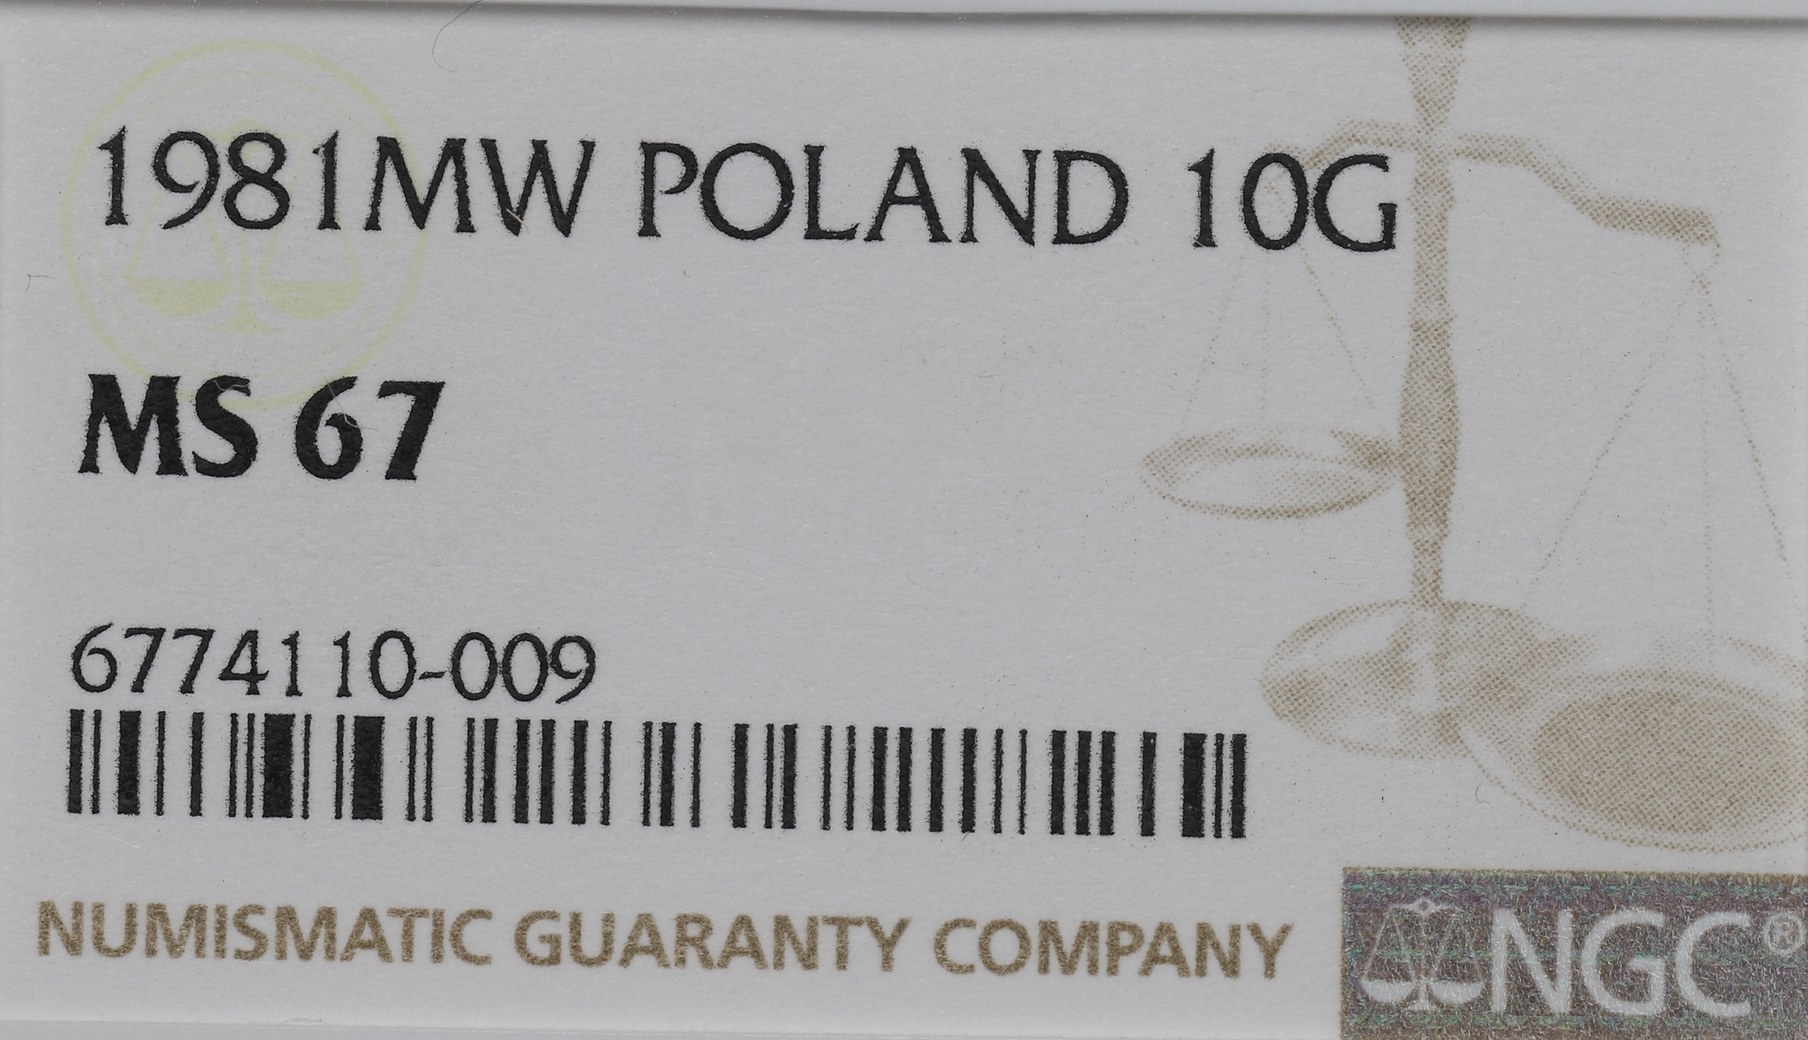 1981MW POLAND 10G
MS 67
6774110-009
NUMISMATIC GUARANTY COMPANY
NGC®